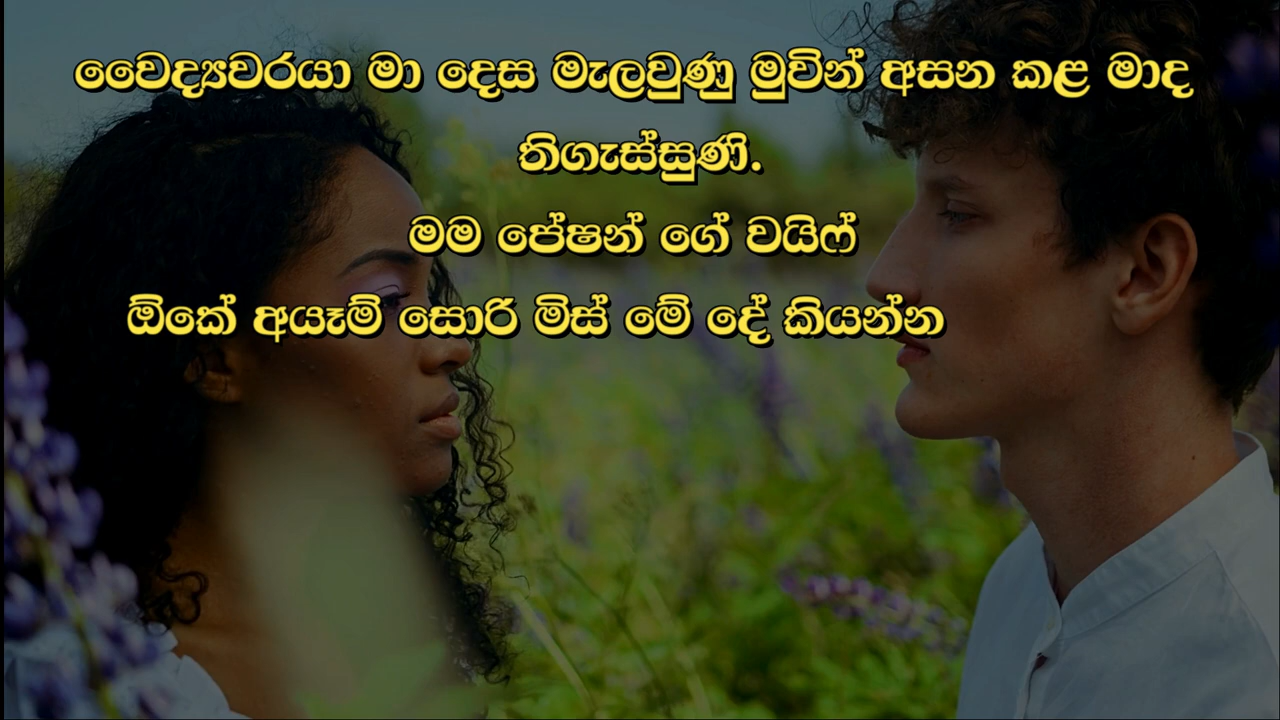 වෛද්‍යවරයා මා දෙස මැලවුණු මුවින් අසන කළ මාද
තිගැස්සුණි.
මම පේෂන් ගේ වයිෆ්
ඕකේ අයෑම් සොරි මිස් මේ දේ කියන්න